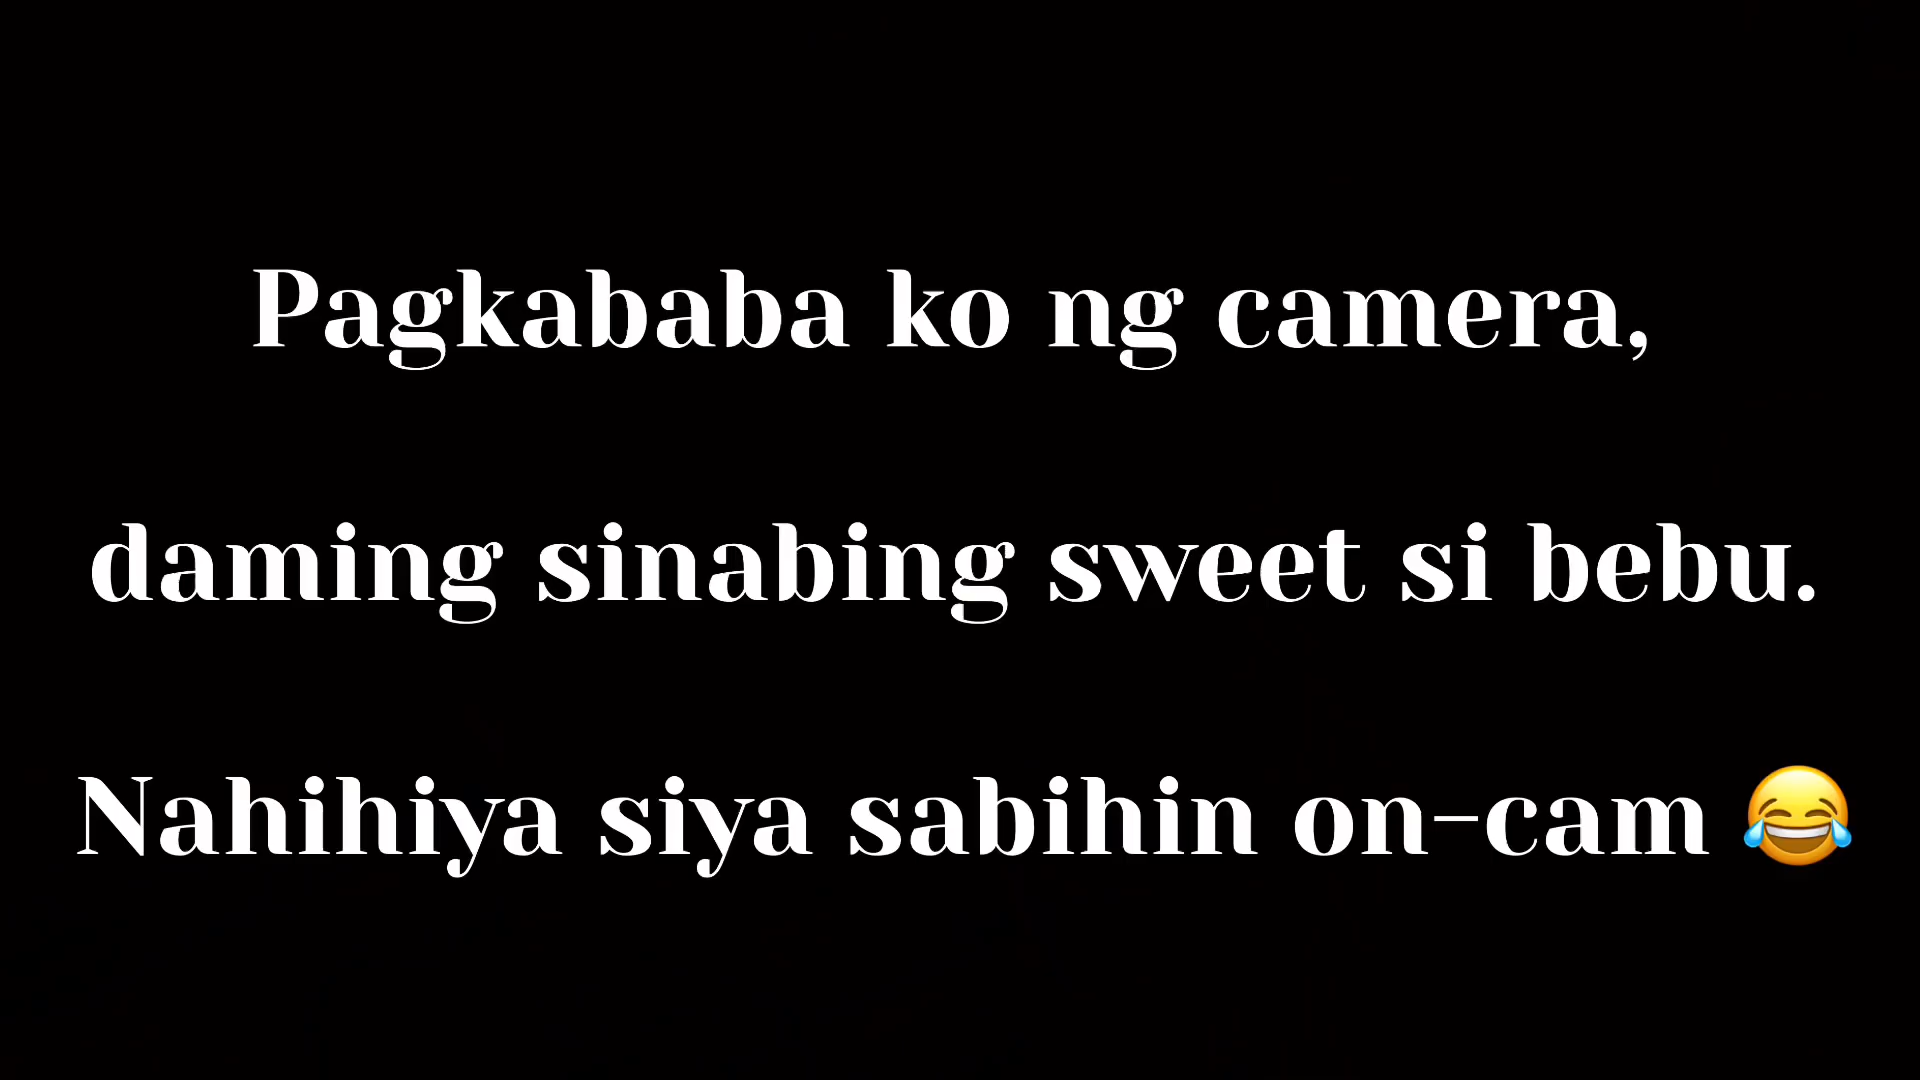 Pagkababa ko ng camera,
daming sinabing sweet si bebu.
Nahihiya siya sabihin on-cam 😂